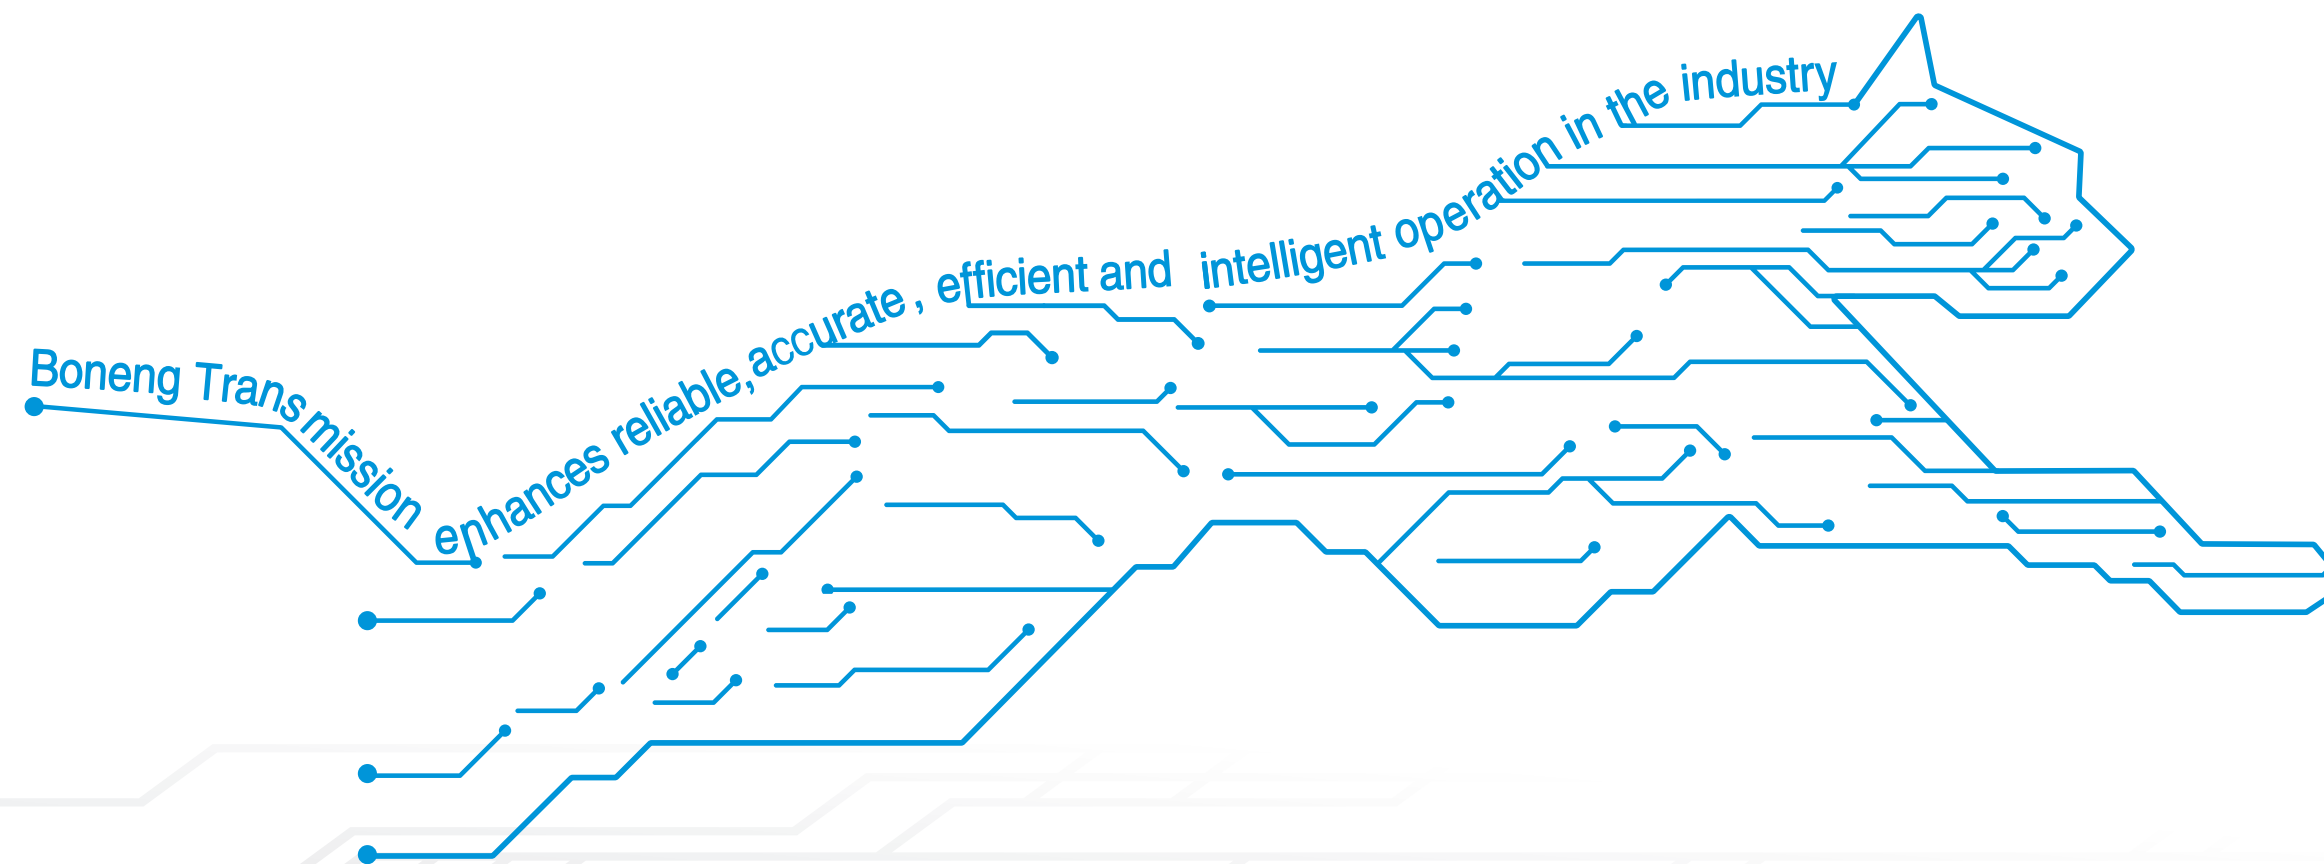 Boneng Transmission enhances reliable,accurate, efficient and intelligent operation in the industry